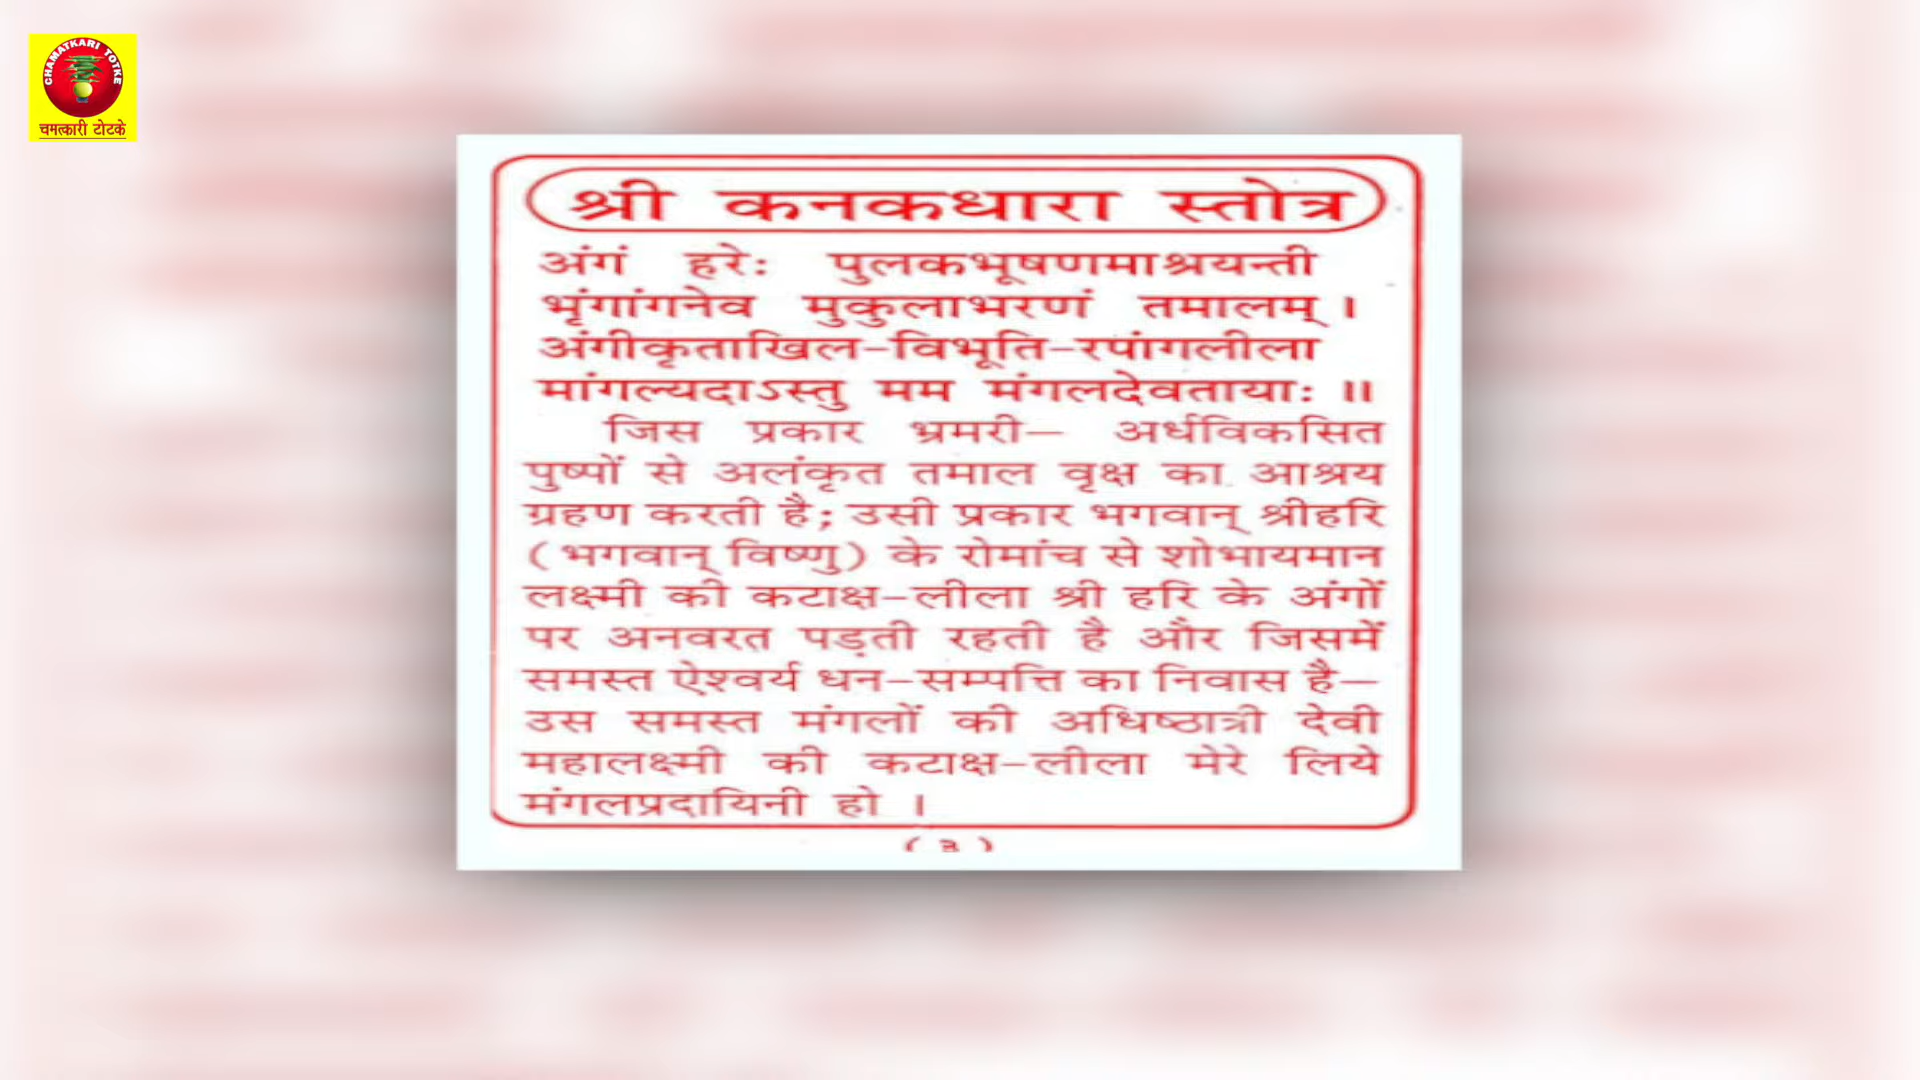 CHAMATKARI TOTKE
चमत्कारी टोटके
श्री कनकधारा स्तोत्र
अंगं हरेः पुलकभूषणमाश्रयन्ती
भृंगांगनेव मुकुलाभरणं तमालम् ।
अंगीकृताखिल-विभूति-रपांगलीला
मांगल्यदाऽस्तु मम मंगलदेवतायाः ॥
जिस प्रकार भ्रमरी— अर्धविकसित
पुष्पों से अलंकृत तमाल वृक्ष का आश्रय
ग्रहण करती है; उसी प्रकार भगवान् श्रीहरि
(भगवान् विष्णु) के रोमांच से शोभायमान
लक्ष्मी की कटाक्ष-लीला श्री हरि के अंगों
पर अनवरत पड़ती रहती है और जिसमें
समस्त ऐश्वर्य धन-सम्पत्ति का निवास है—
उस समस्त मंगलों की अधिष्ठात्री देवी
महालक्ष्मी की कटाक्ष-लीला मेरे लिये
मंगलप्रदायिनी हो ।